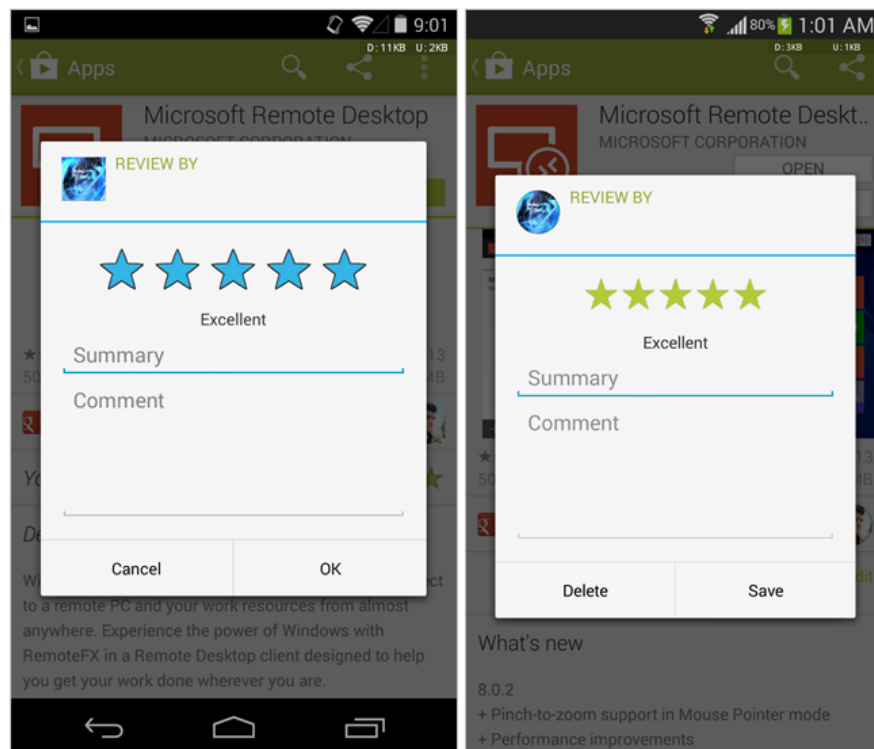 9:01
D: 11KB U: 2KB
Apps
Microsoft Remote Desktop
MICROSOFT CORPORATION
REVIEW BY
Excellent
Summary
Comment
Cancel
OK
to a remote PC and your work resources from almost
anywhere. Experience the power of Windows with
RemoteFX in a Remote Desktop client designed to help
you get your work done wherever you are.
80% 1:01 AM
D: 3KB U: 1KB
Apps
Microsoft Remote Deskt..
MICROSOFT CORPORATION
OPEN
REVIEW BY
Excellent
Summary
Comment
Delete
Save
What's new
8.0.2
+ Pinch-to-zoom support in Mouse Pointer mode
+ Performance improvements